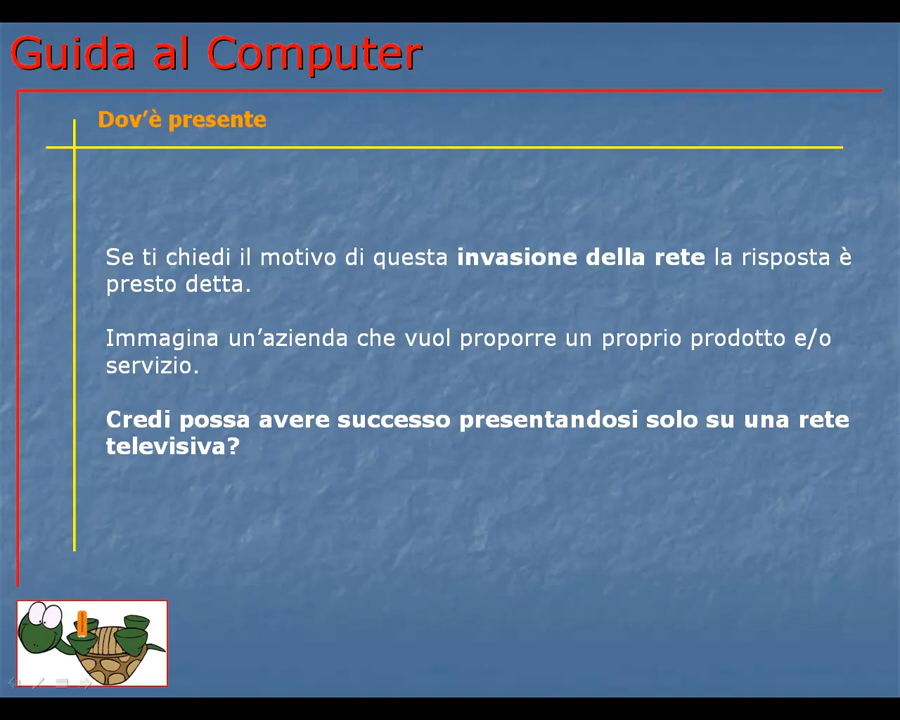 Guida al Computer
Dov’è presente
Se ti chiedi il motivo di questa invasione della rete la risposta è
presto detta.
Immagina un’azienda che vuol proporre un proprio prodotto e/o
servizio.
Credi possa avere successo presentandosi solo su una rete
televisiva?